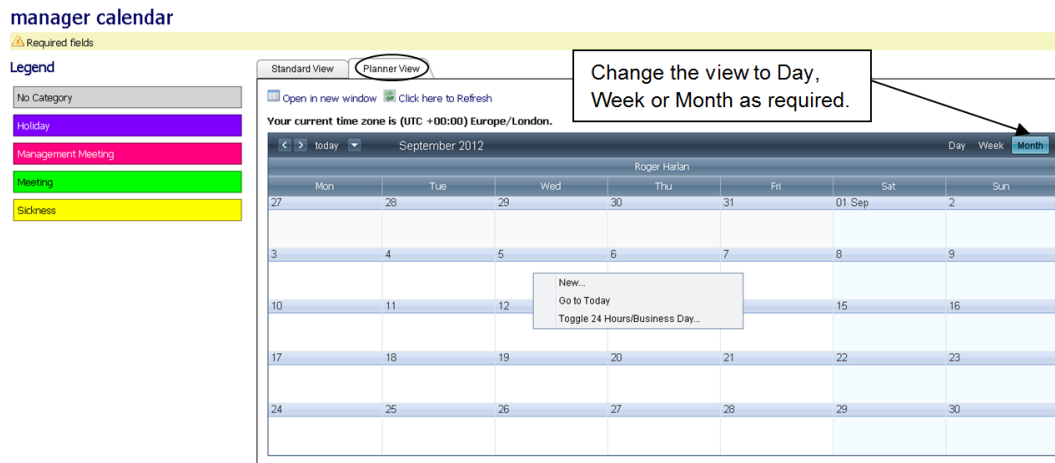 manager calendar
Required fields
Legend
No Category
Holiday
Management Meeting
Meeting
Sickness
Standard View Planner View
Open in new window Click here to Refresh
Your current time zone is (UTC +00:00) Europe/London.
Change the view to Day,
Week or Month as required.
today September 2012 Day Week Month
Roger Harlan
Mon Tue Wed Thu Fri Sat Sun
27 28 29 30 31 01 Sep 2
3 4 5 6 7 8 9
New...
Go to Today
Toggle 24 Hours/Business Day...
10 11 12 15 16
17 18 19 20 21 22 23
24 25 26 27 28 29 30